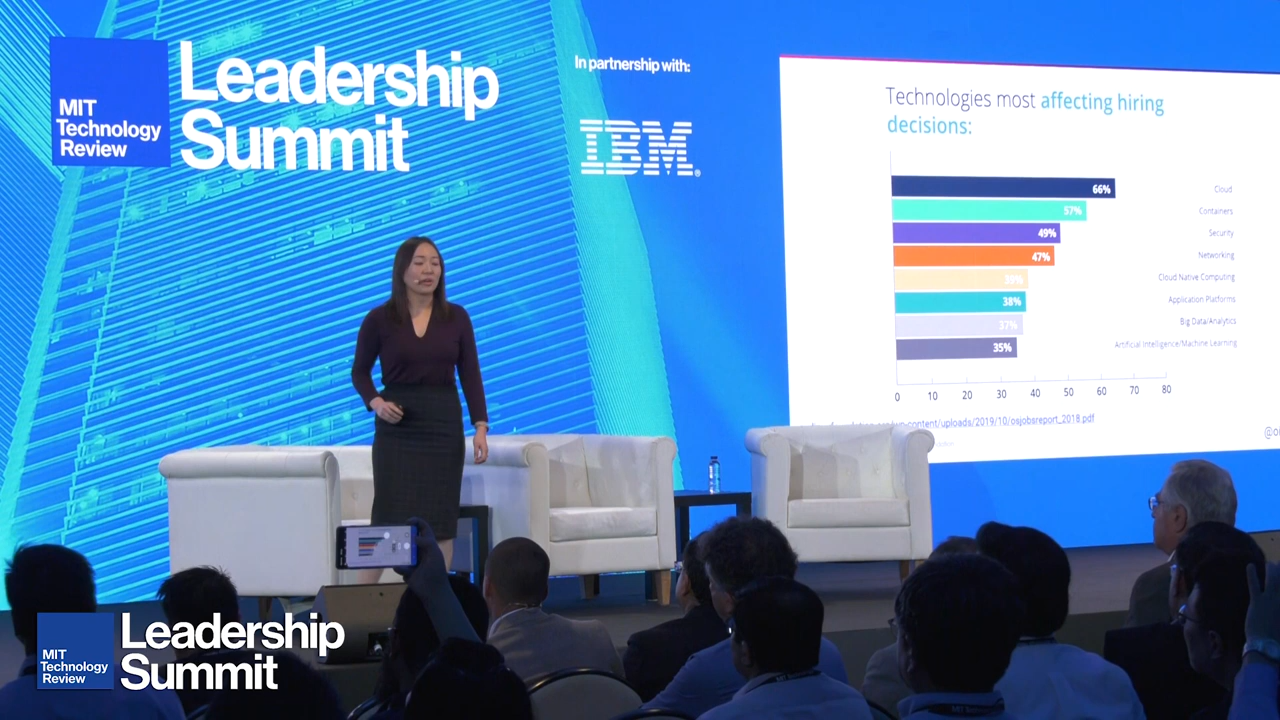 MIT
Technology
Review
Leadership
Summit
In partnership with:
IBM
Technologies most affecting hiring
decisions:
66% Cloud
57% Containers
49% Security
47% Networking
39% Cloud Native Computing
38% Application Platforms
37% Big Data/Analytics
35% Artificial Intelligence/Machine Learning
0 10 20 30 40 50 60 70 80
content/uploads/2019/10/osjobsreport_2018.pdf
MIT
Technology
Review
Leadership
Summit